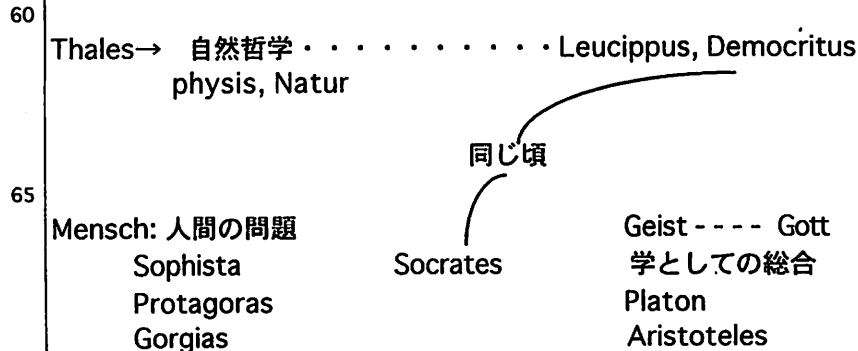 60
Thales→ 自然哲学・・・・・・・・・・Leucippus, Democritus
physis, Natur
同じ頃
65
Mensch: 人間の問題 Geist - - - - Gott
Sophista Socrates 学としての総合
Protagoras Platon
Gorgias Aristoteles